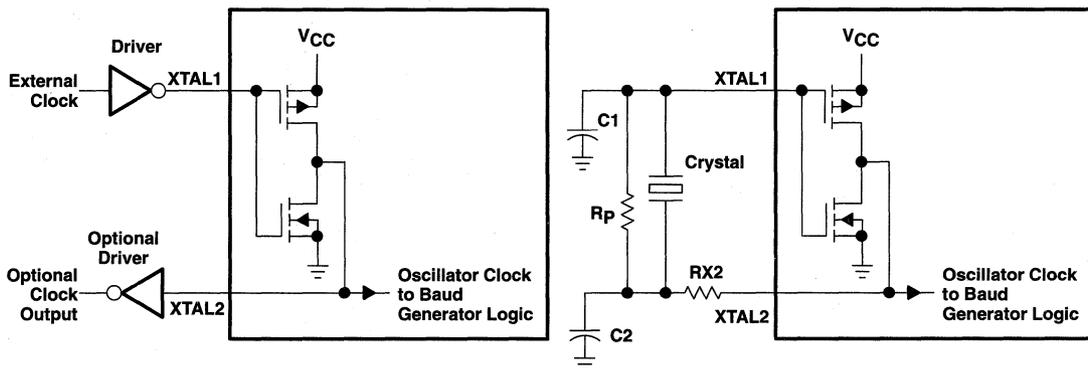 VCC
Driver
External
Clock
XTAL1
Optional
Driver
Optional
Clock
Output
XTAL2
Oscillator Clock
to Baud
Generator Logic
VCC
XTAL1
C1
Crystal
RP
RX2
XTAL2
C2
Oscillator Clock
to Baud
Generator Logic